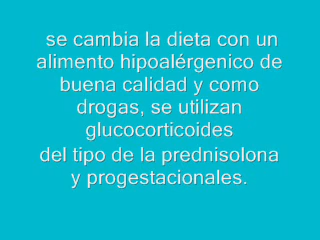 se cambia la dieta con un
alimento hipoalérgenico de
buena calidad y como
drogas, se utilizan
glucocorticoides
del tipo de la prednisolona
y progestacionales.